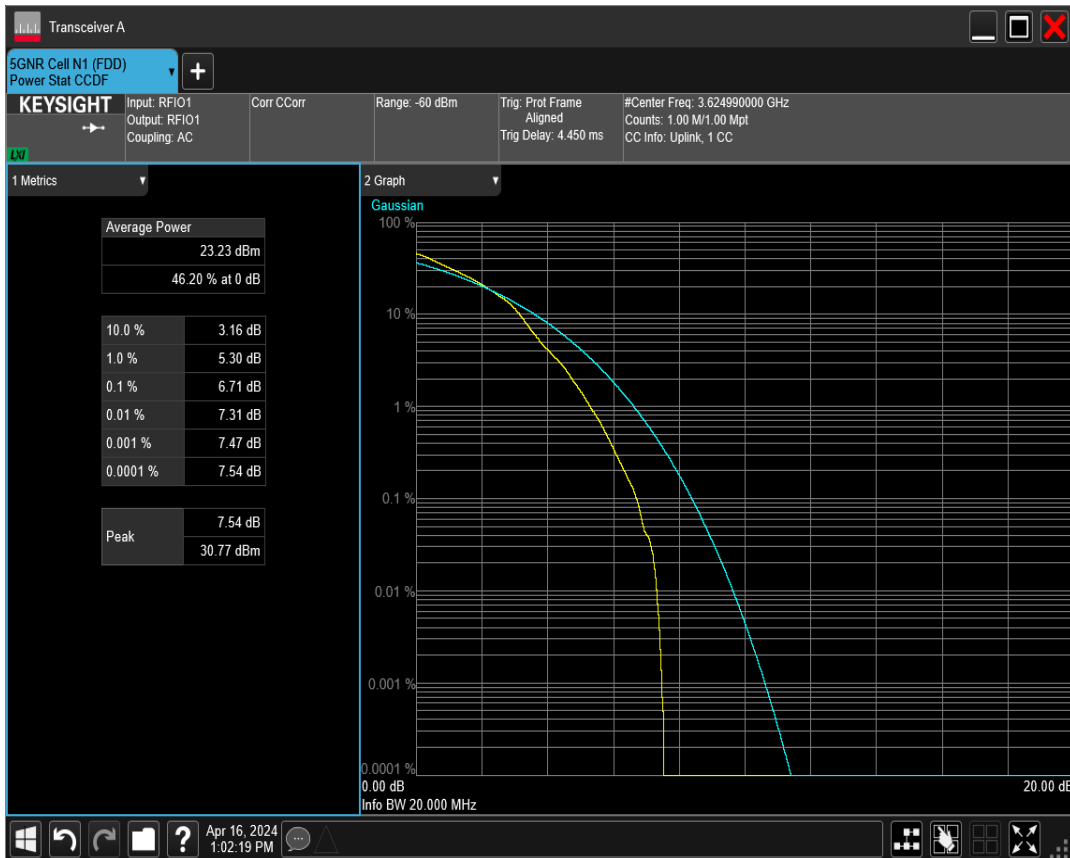 Transceiver A
5GNR Cell N1 (FDD)
Power Stat CCDF
+
KEYSIGHT
LXI
Input: RFIO1
Output: RFIO1
Coupling: AC
Corr CCorr
Range: -60 dBm
Trig: Prot Frame
Aligned
Trig Delay: 4.450 ms
#Center Freq: 3.624990000 GHz
Counts: 1.00 M/1.00 Mpt
CC Info: Uplink, 1 CC
1 Metrics
Average Power
23.23 dBm
46.20 % at 0 dB
10.0 % 3.16 dB
1.0 % 5.30 dB
0.1 % 6.71 dB
0.01 % 7.31 dB
0.001 % 7.47 dB
0.0001 % 7.54 dB
Peak
7.54 dB
30.77 dBm
2 Graph
Gaussian
100 %
10 %
1 %
0.1 %
0.01 %
0.001 %
0.0001 %
0.00 dB 20.00 dB
Info BW 20.000 MHz
?
Apr 16, 2024
1:02:19 PM